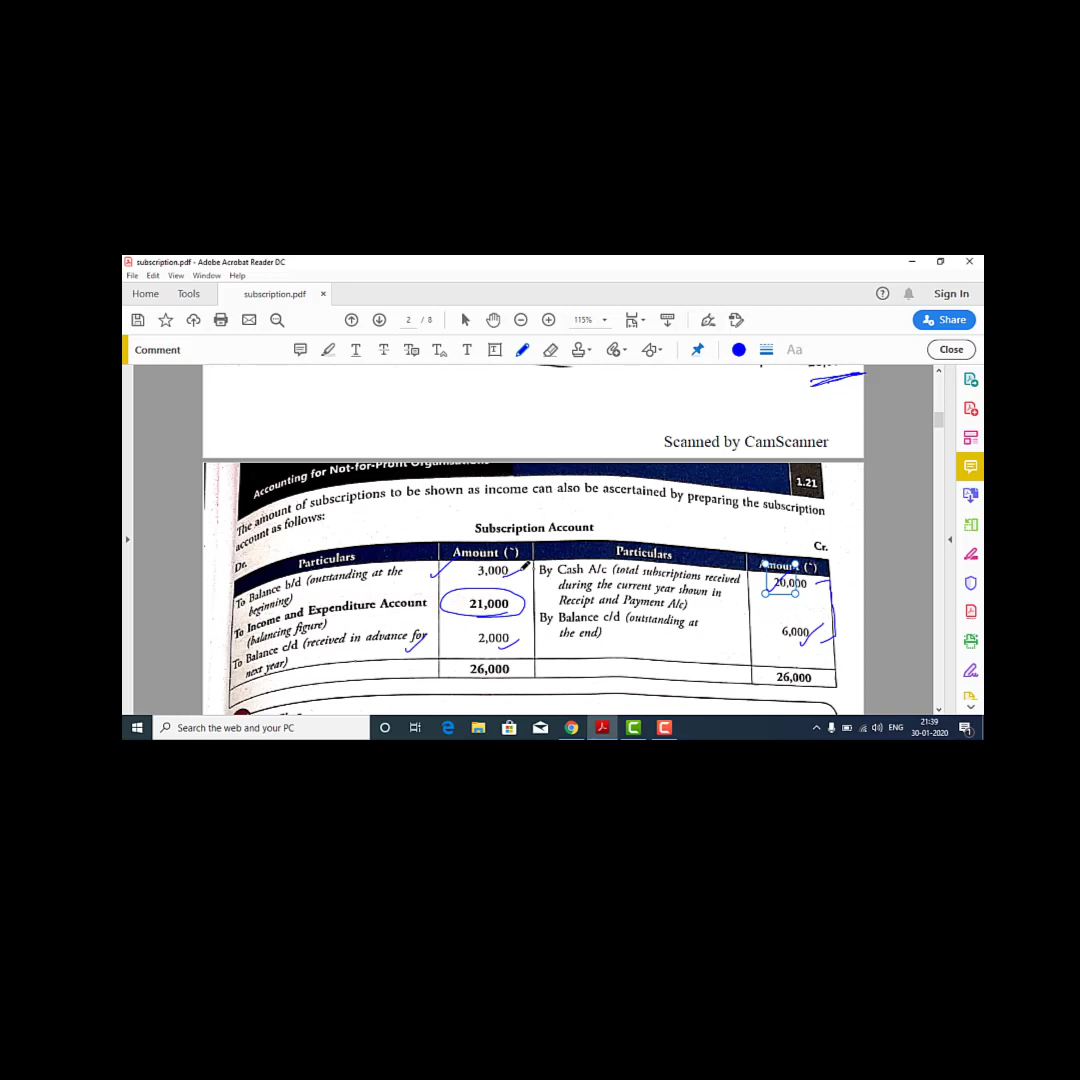 subscription.pdf - Adobe Acrobat Reader DC
File Edit View Window Help
Home Tools subscription.pdf × Sign In
2 / 8 115% Share
Comment Aa Close
Scanned by CamScanner
Accounting for Not-for-Profit Organisations 1.21
The amount of subscriptions to be shown as income can also be ascertained by preparing the subscription
account as follows:
Subscription Account
Dr. Cr.
Particulars Amount (`) Particulars Amount (`)
To Balance b/d (outstanding at the 3,000 By Cash A/c (total subscriptions received 20,000
beginning) during the current year shown in
To Income and Expenditure Account 21,000 Receipt and Payment A/c)
(balancing figure) By Balance c/d (outstanding at 6,000
To Balance c/d (received in advance for 2,000 the end)
next year)
26,000 26,000
Search the web and your PC ENG 21:39
30-01-2020